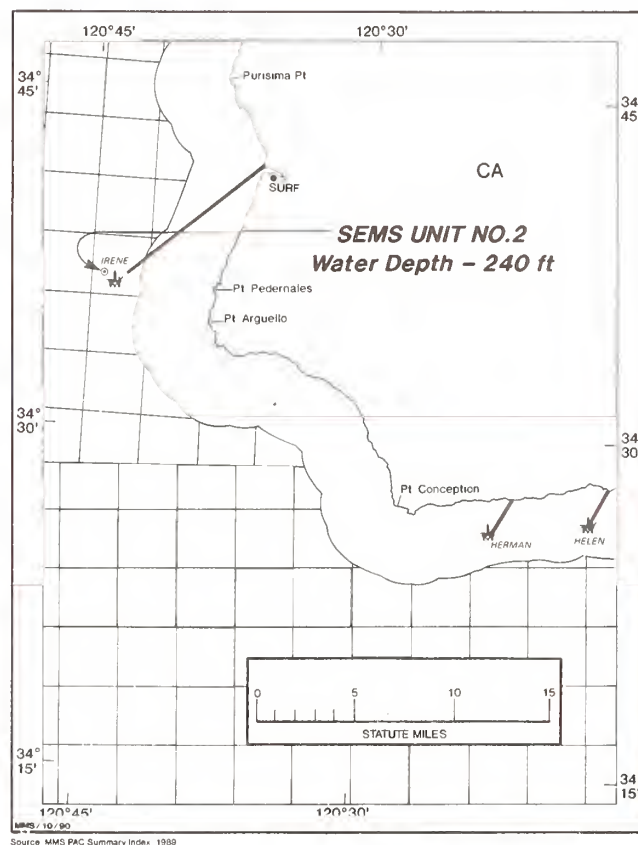 120°45'
120°30'
34°
45'
34°
45'
Purisima Pt
CA
SURF
SEMS UNIT NO.2
Water Depth – 240 ft
IRENE
Pt Pedernales
Pt Arguello
34°
30'
34°
30'
Pt Conception
HERMAN
HELEN
0 5 10 15
STATUTE MILES
34°
15'
34°
15'
120°45'
120°30'
MMS/10/90
Source MMS PAC Summary Index, 1989